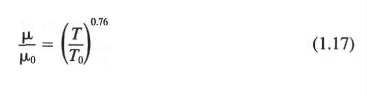 μ/μ₀ = (T/T₀)^0.76 (1.17)